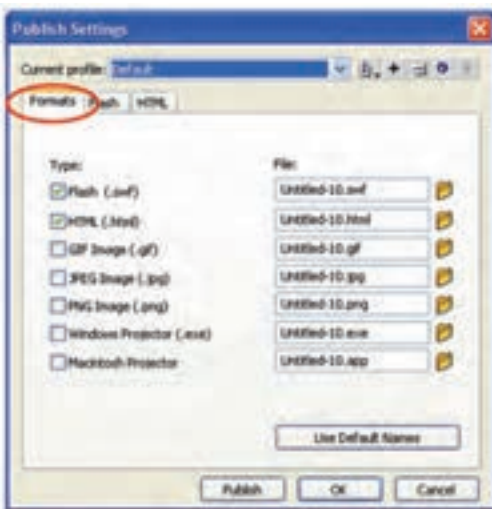 Publish Settings
Current profile: Default
Formats Flash HTML
Type: File:
Flash (.swf) Untitled-10.swf
HTML (.html) Untitled-10.html
GIF Image (.gif) Untitled-10.gif
JPEG Image (.jpg) Untitled-10.jpg
PNG Image (.png) Untitled-10.png
Windows Projector (.exe) Untitled-10.exe
Macintosh Projector Untitled-10.app
Use Default Names
Publish OK Cancel